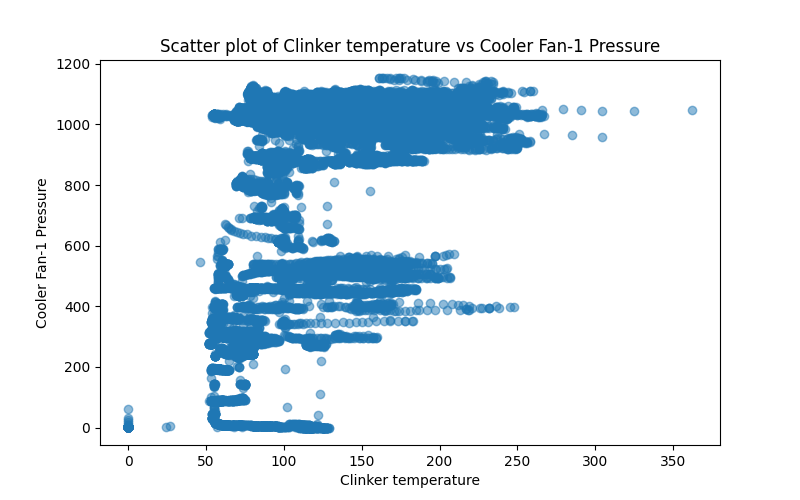 Scatter plot of Clinker temperature vs Cooler Fan-1 Pressure
1200
1000
800
600
400
200
0
Cooler Fan-1 Pressure
0 50 100 150 200 250 300 350
Clinker temperature